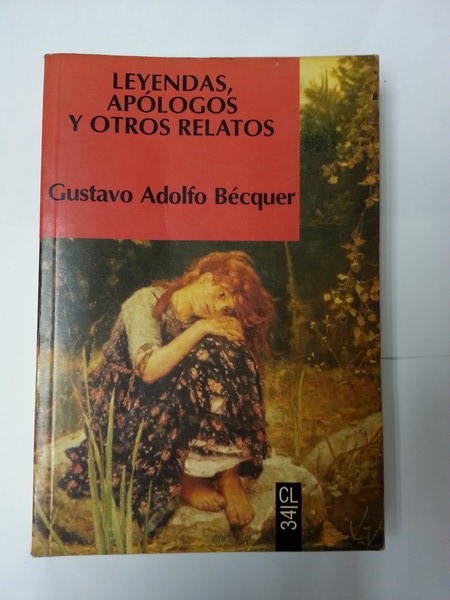 LEYENDAS,
APÓLOGOS
Y OTROS RELATOS
Gustavo Adolfo Bécquer
CL
34